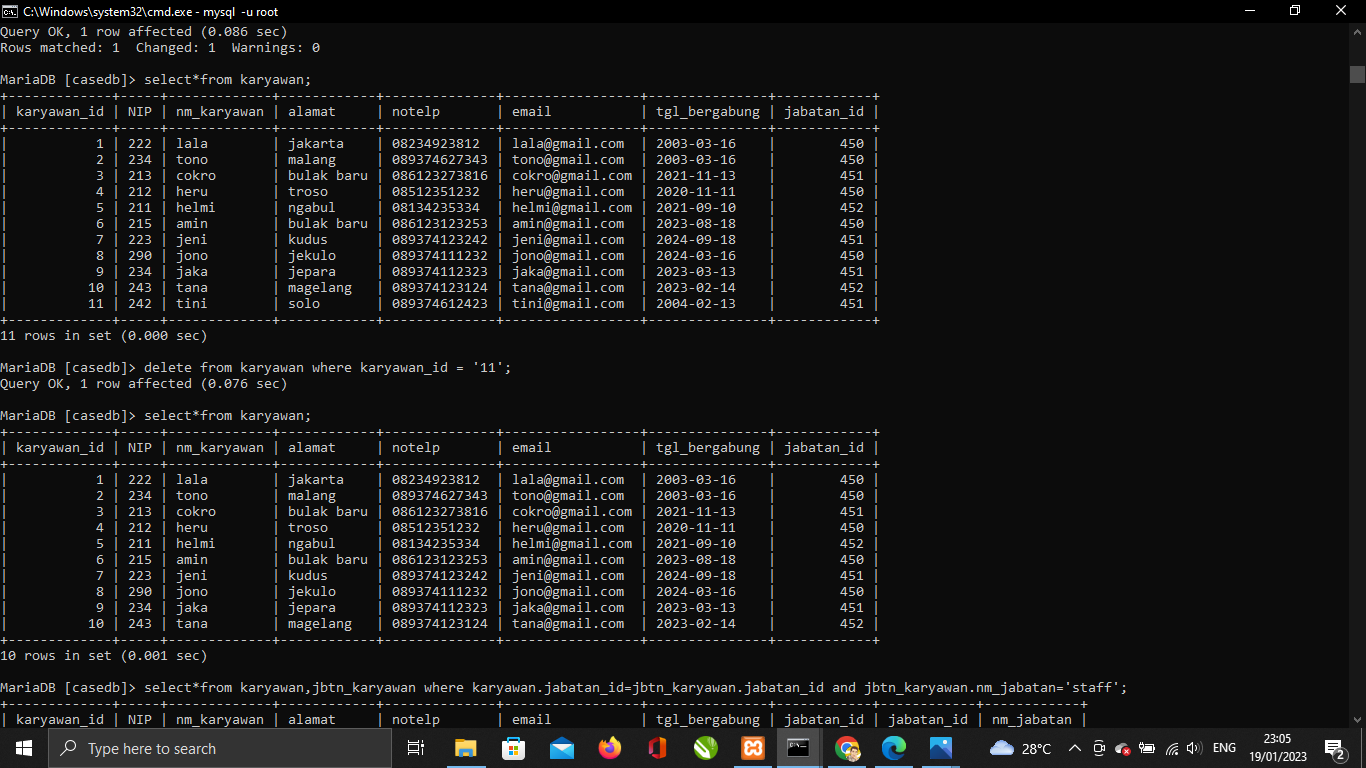 C:\Windows\system32\cmd.exe - mysql -u root
Query OK, 1 row affected (0.086 sec)
Rows matched: 1  Changed: 1  Warnings: 0
MariaDB [casedb]> select*from karyawan;
+-------------+-----+-------------+------------+--------------+-----------------+---------------+------------+
| karyawan_id | NIP | nm_karyawan | alamat     | notelp       | email           | tgl_bergabung | jabatan_id |
+-------------+-----+-------------+------------+--------------+-----------------+---------------+------------+
|           1 | 222 | lala        | jakarta    | 08234923812  | lala@gmail.com  | 2003-03-16    |        450 |
|           2 | 234 | tono        | malang     | 089374627343 | tono@gmail.com  | 2003-03-16    |        450 |
|           3 | 213 | cokro       | bulak baru | 086123273816 | cokro@gmail.com | 2021-11-13    |        451 |
|           4 | 212 | heru        | troso      | 08512351232  | heru@gmail.com  | 2020-11-11    |        450 |
|           5 | 211 | helmi       | ngabul     | 08134235334  | helmi@gmail.com | 2021-09-10    |        452 |
|           6 | 215 | amin        | bulak baru | 086123123253 | amin@gmail.com  | 2023-08-18    |        450 |
|           7 | 223 | jeni        | kudus      | 089374123242 | jeni@gmail.com  | 2024-09-18    |        451 |
|           8 | 290 | jono        | jekulo     | 089374111232 | jono@gmail.com  | 2024-03-16    |        450 |
|           9 | 234 | jaka        | jepara     | 089374112323 | jaka@gmail.com  | 2023-03-13    |        451 |
|          10 | 243 | tana        | magelang   | 089374123124 | tana@gmail.com  | 2023-02-14    |        452 |
|          11 | 242 | tini        | solo       | 089374612423 | tini@gmail.com  | 2004-02-13    |        451 |
+-------------+-----+-------------+------------+--------------+-----------------+---------------+------------+
11 rows in set (0.000 sec)
MariaDB [casedb]> delete from karyawan where karyawan_id = '11';
Query OK, 1 row affected (0.076 sec)
MariaDB [casedb]> select*from karyawan;
+-------------+-----+-------------+------------+--------------+-----------------+---------------+------------+
| karyawan_id | NIP | nm_karyawan | alamat     | notelp       | email           | tgl_bergabung | jabatan_id |
+-------------+-----+-------------+------------+--------------+-----------------+---------------+------------+
|           1 | 222 | lala        | jakarta    | 08234923812  | lala@gmail.com  | 2003-03-16    |        450 |
|           2 | 234 | tono        | malang     | 089374627343 | tono@gmail.com  | 2003-03-16    |        450 |
|           3 | 213 | cokro       | bulak baru | 086123273816 | cokro@gmail.com | 2021-11-13    |        451 |
|           4 | 212 | heru        | troso      | 08512351232  | heru@gmail.com  | 2020-11-11    |        450 |
|           5 | 211 | helmi       | ngabul     | 08134235334  | helmi@gmail.com | 2021-09-10    |        452 |
|           6 | 215 | amin        | bulak baru | 086123123253 | amin@gmail.com  | 2023-08-18    |        450 |
|           7 | 223 | jeni        | kudus      | 089374123242 | jeni@gmail.com  | 2024-09-18    |        451 |
|           8 | 290 | jono        | jekulo     | 089374111232 | jono@gmail.com  | 2024-03-16    |        450 |
|           9 | 234 | jaka        | jepara     | 089374112323 | jaka@gmail.com  | 2023-03-13    |        451 |
|          10 | 243 | tana        | magelang   | 089374123124 | tana@gmail.com  | 2023-02-14    |        452 |
+-------------+-----+-------------+------------+--------------+-----------------+---------------+------------+
10 rows in set (0.001 sec)
MariaDB [casedb]> select*from karyawan,jbtn_karyawan where karyawan.jabatan_id=jbtn_karyawan.jabatan_id and jbtn_karyawan.nm_jabatan='staff';
+-------------+-----+-------------+------------+--------------+-----------------+---------------+------------+------------+------------+
| karyawan_id | NIP | nm_karyawan | alamat     | notelp       | email           | tgl_bergabung | jabatan_id | jabatan_id | nm_jabatan |
Type here to search
28°C
ENG
23:05
19/01/2023
2